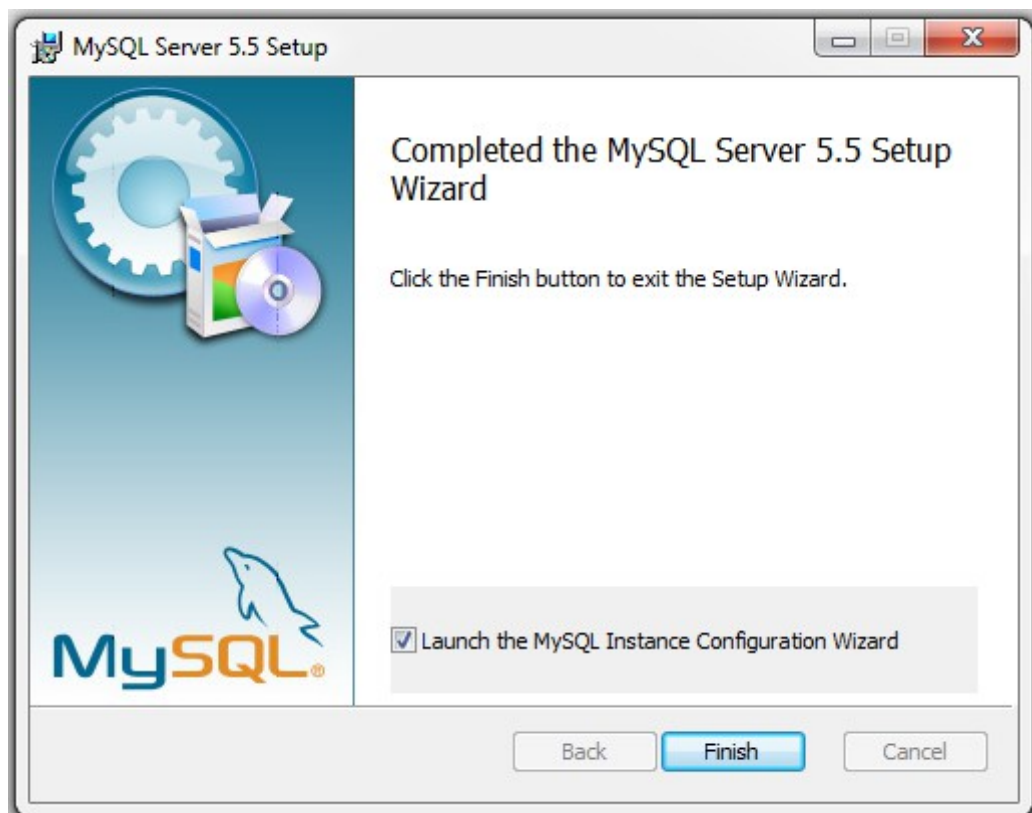 MySQL Server 5.5 Setup
Completed the MySQL Server 5.5 Setup
Wizard
Click the Finish button to exit the Setup Wizard.
MySQL®
Launch the MySQL Instance Configuration Wizard
Back
Finish
Cancel